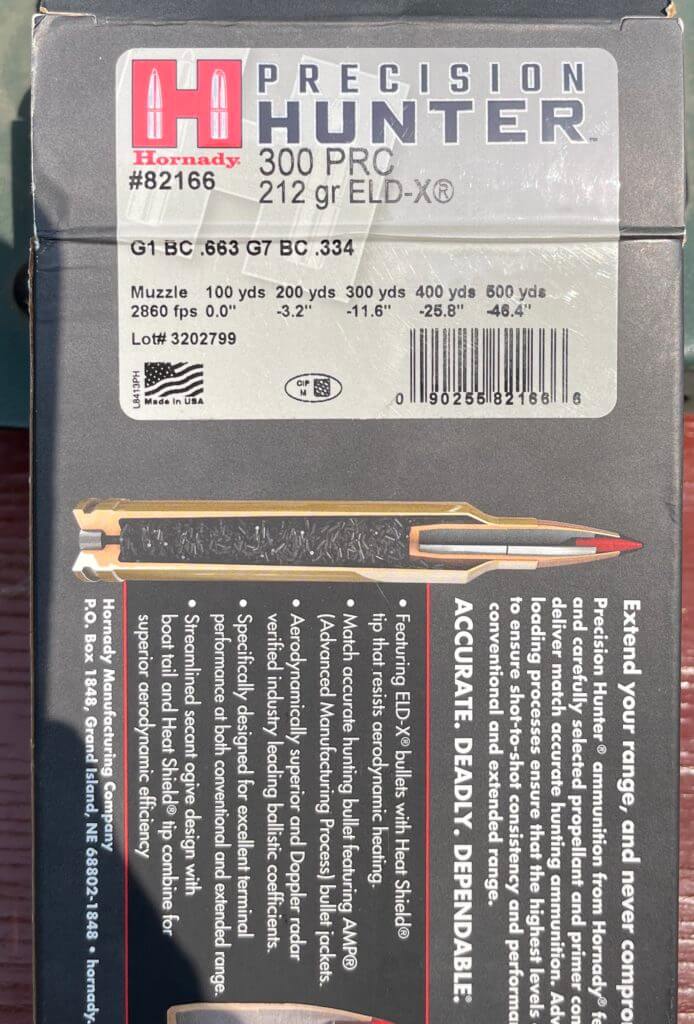 PRECISION
HUNTER™
Hornady®
#82166
300 PRC
212 gr ELD-X®
G1 BC .663 G7 BC .334
Muzzle 100 yds 200 yds 300 yds 400 yds 500 yds
2860 fps 0.0" -3.2" -11.6" -25.8" -46.4"
Lot# 3202799
L8413PH
Made in USA
CIP
M
0 90255 82166 6
Extend your range, and never compro
Precision Hunter® ammunition from Hornady® fe
and carefully selected propellant and primer con
deliver match accurate hunting ammunition. Adv
loading processes ensure that the highest levels
to ensure shot-to-shot consistency and performa
conventional and extended range.
ACCURATE. DEADLY. DEPENDABLE.®
• Featuring ELD-X® bullets with Heat Shield®
tip that resists aerodynamic heating.
• Match accurate hunting bullet featuring AMP®
(Advanced Manufacturing Process) bullet jackets.
• Aerodynamically superior and Doppler radar
verified industry leading ballistic coefficients.
• Specifically designed for excellent terminal
performance at both conventional and extended range.
• Streamlined secant ogive design with
boat tail and Heat Shield® tip combine for
superior aerodynamic efficiency
Hornady Manufacturing Company
P.O. Box 1848, Grand Island, NE 68802-1848 • hornady.